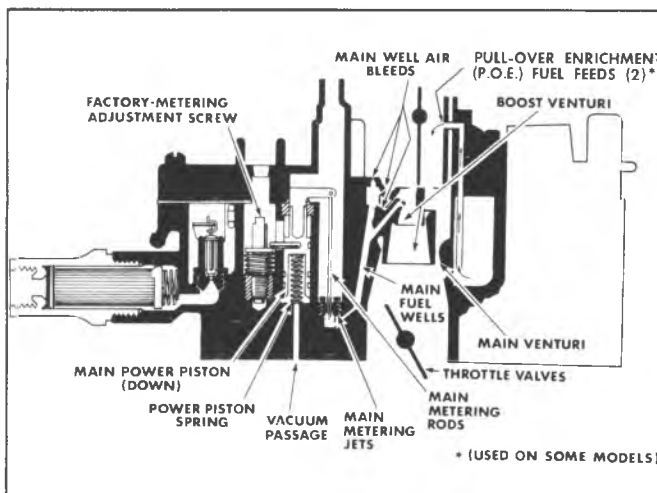 MAIN WELL AIR
BLEEDS
PULL-OVER ENRICHMENT
(P.O.E.) FUEL FEEDS (2)*
BOOST VENTURI
FACTORY-METERING
ADJUSTMENT SCREW
MAIN
FUEL
WELLS
MAIN VENTURI
MAIN POWER PISTON
(DOWN)
THROTTLE VALVES
POWER PISTON
SPRING
VACUUM
PASSAGE
MAIN
METERING
JETS
MAIN
METERING
RODS
* (USED ON SOME MODELS)